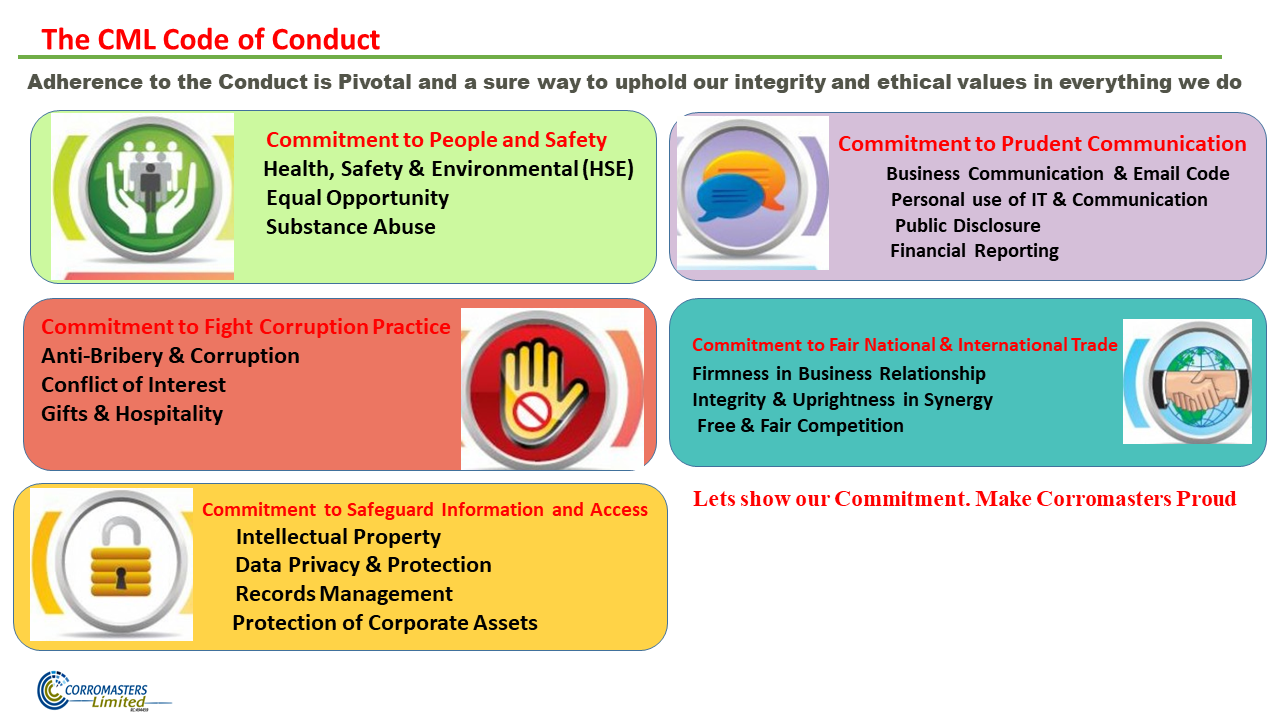 The CML Code of Conduct
Adherence to the Conduct is Pivotal and a sure way to uphold our integrity and ethical values in everything we do
Commitment to People and Safety
Health, Safety & Environmental (HSE)
Equal Opportunity
Substance Abuse
Commitment to Prudent Communication
Business Communication & Email Code
Personal use of IT & Communication
Public Disclosure
Financial Reporting
Commitment to Fight Corruption Practice
Anti-Bribery & Corruption
Conflict of Interest
Gifts & Hospitality
Commitment to Fair National & International Trade
Firmness in Business Relationship
Integrity & Uprightness in Synergy
Free & Fair Competition
Commitment to Safeguard Information and Access
Intellectual Property
Data Privacy & Protection
Records Management
Protection of Corporate Assets
Lets show our Commitment. Make Corromasters Proud
CORROMASTERS
Limited